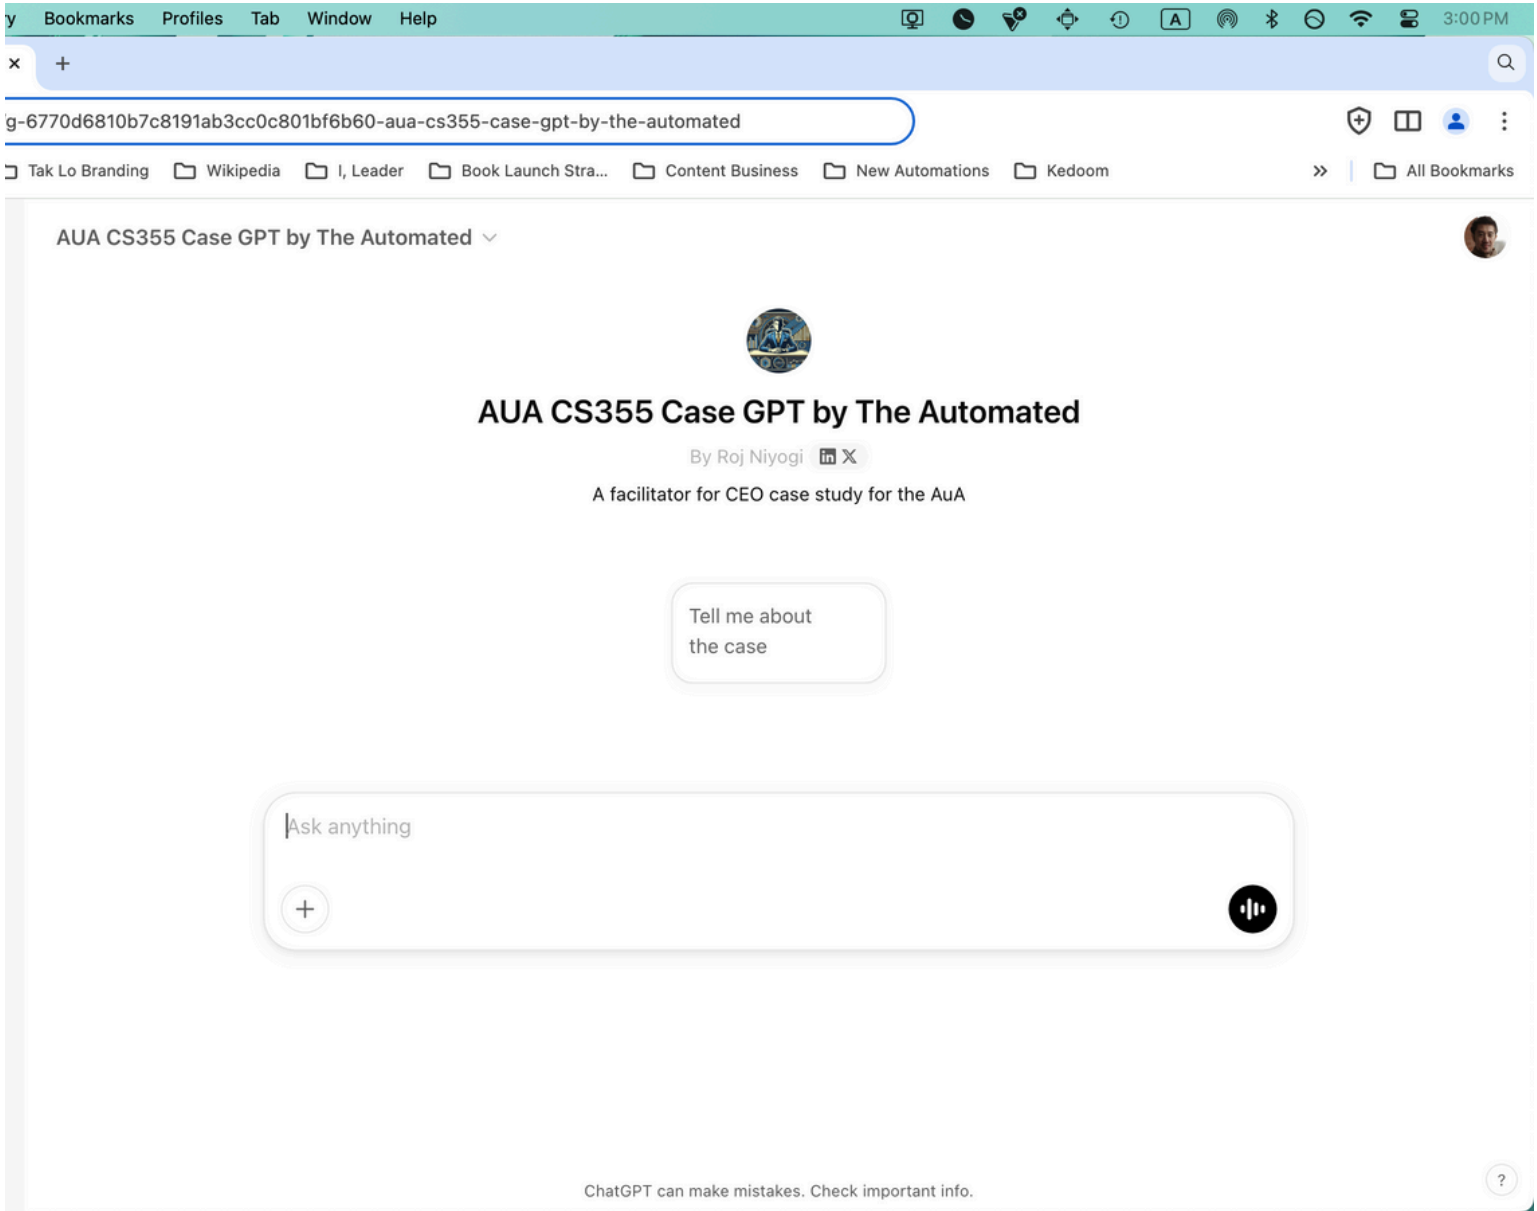 y Bookmarks Profiles Tab Window Help A 3:00 PM
g-6770d6810b7c8191ab3cc0c801bf6b60-aua-cs355-case-gpt-by-the-automated
Tak Lo Branding Wikipedia I, Leader Book Launch Stra... Content Business New Automations Kedoom » All Bookmarks
AUA CS355 Case GPT by The Automated
AUA CS355 Case GPT by The Automated
By Roj Niyogi in X
A facilitator for CEO case study for the AuA
Tell me about
the case
Ask anything
ChatGPT can make mistakes. Check important info.
?